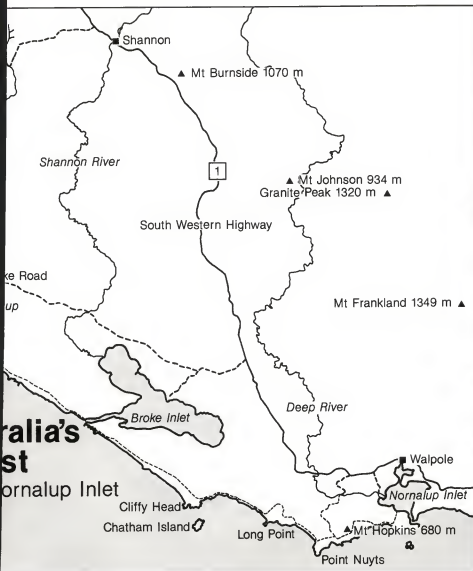 Shannon
Mt Burnside 1070 m
Shannon River
1
Mt Johnson 934 m
Granite Peak 1320 m
South Western Highway
ke Road
up
Mt Frankland 1349 m
Deep River
Broke Inlet
ralia's
st
ornalup Inlet
Walpole
Nornalup Inlet
Cliffy Head
Chatham Island
Long Point
Mt Hopkins 680 m
Point Nuyts